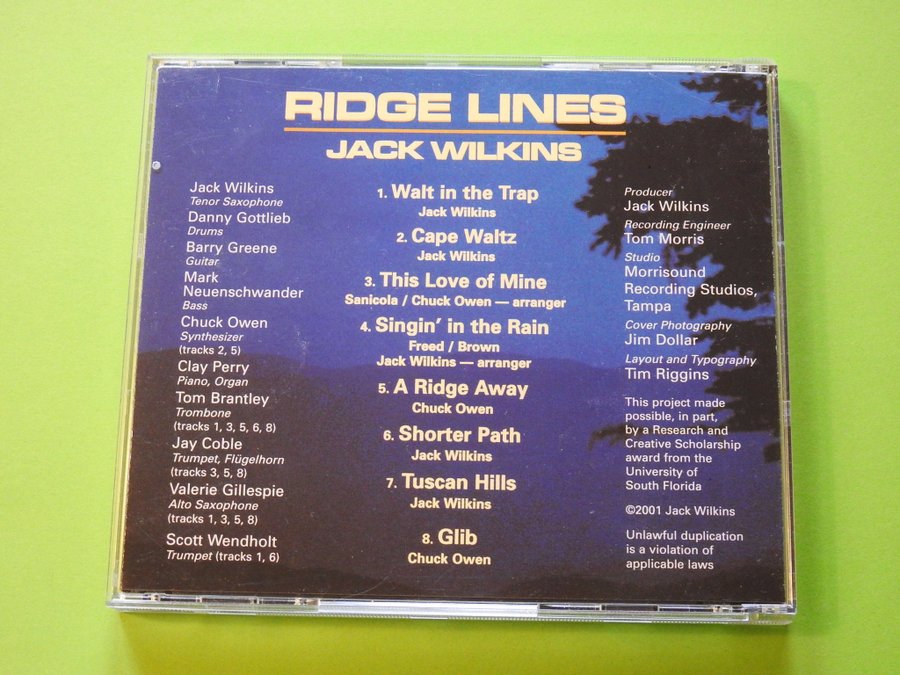 RIDGE LINES
JACK WILKINS
Jack Wilkins
Tenor Saxophone
Danny Gottlieb
Drums
Barry Greene
Guitar
Mark
Neuenschwander
Bass
Chuck Owen
Synthesizer
(tracks 2, 5)
Clay Perry
Piano, Organ
Tom Brantley
Trombone
(tracks 1, 3, 5, 6, 8)
Jay Coble
Trumpet, Flügelhorn
(tracks 3, 5, 8)
Valerie Gillespie
Alto Saxophone
(tracks 1, 3, 5, 8)
Scott Wendholt
Trumpet (tracks 1, 6)
1. Walt in the Trap
Jack Wilkins
2. Cape Waltz
Jack Wilkins
3. This Love of Mine
Sanicola / Chuck Owen — arranger
4. Singin' in the Rain
Freed / Brown
Jack Wilkins — arranger
5. A Ridge Away
Chuck Owen
6. Shorter Path
Jack Wilkins
7. Tuscan Hills
Jack Wilkins
8. Glib
Chuck Owen
Producer
Jack Wilkins
Recording Engineer
Tom Morris
Studio
Morrisound
Recording Studios,
Tampa
Cover Photography
Jim Dollar
Layout and Typography
Tim Riggins
This project made
possible, in part,
by a Research and
Creative Scholarship
award from the
University of
South Florida
©2001 Jack Wilkins
Unlawful duplication
is a violation of
applicable laws